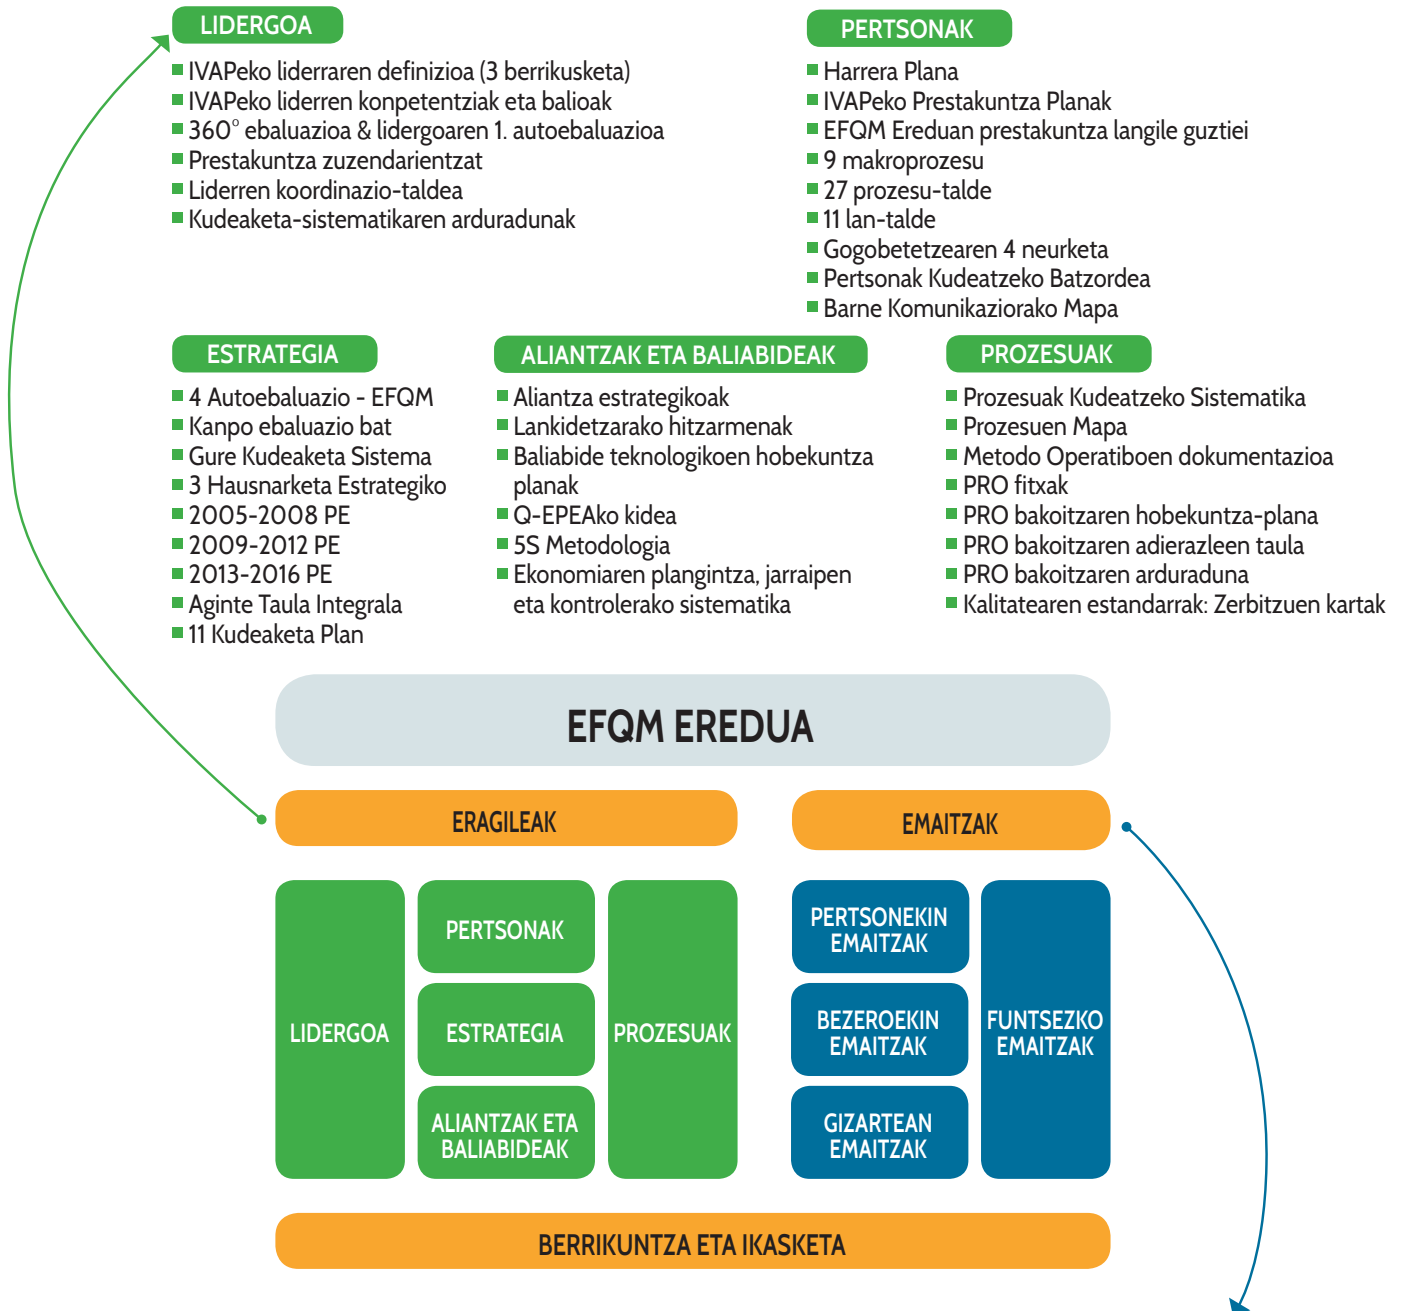 LIDERGOA
IVAPeko liderraren definizioa (3 berrikusketa)
IVAPeko liderren konpetentziak eta balioak
360° ebaluazioa & lidergoaren 1. autoebaluazioa
Prestakuntza zuzendarientzat
Liderren koordinazio-taldea
Kudeaketa-sistematikaren arduradunak
PERTSONAK
Harrera Plana
IVAPeko Prestakuntza Planak
EFQM Ereduan prestakuntza langile guztiei
9 makroprozesu
27 prozesu-talde
11 lan-talde
Gogobetetzearen 4 neurketa
Pertsonak Kudeatzeko Batzordea
Barne Komunikaziorako Mapa
ESTRATEGIA
4 Autoebaluazio - EFQM
Kanpo ebaluazio bat
Gure Kudeaketa Sistema
3 Hausnarketa Estrategiko
2005-2008 PE
2009-2012 PE
2013-2016 PE
Aginte Taula Integrala
11 Kudeaketa Plan
ALIANTZAK ETA BALIABIDEAK
Aliantza estrategikoak
Lankidetzarako hitzarmenak
Baliabide teknologikoen hobekuntza
planak
Q-EPEAko kidea
5S Metodologia
Ekonomiaren plangintza, jarraipen
eta kontrolerako sistematika
PROZESUAK
Prozesuak Kudeatzeko Sistematika
Prozesuen Mapa
Metodo Operatiboen dokumentazioa
PRO fitxak
PRO bakoitzaren hobekuntza-plana
PRO bakoitzaren adierazleen taula
PRO bakoitzaren arduraduna
Kalitatearen estandarrak: Zerbitzuen kartak
EFQM EREDUA
ERAGILEAK
EMAITZAK
LIDERGOA
PERTSONAK
ESTRATEGIA
ALIANTZAK ETA
BALIABIDEAK
PROZESUAK
PERTSONEKIN
EMAITZAK
BEZEROEKIN
EMAITZAK
GIZARTEAN
EMAITZAK
FUNTSEZKO
EMAITZAK
BERRIKUNTZA ETA IKASKETA